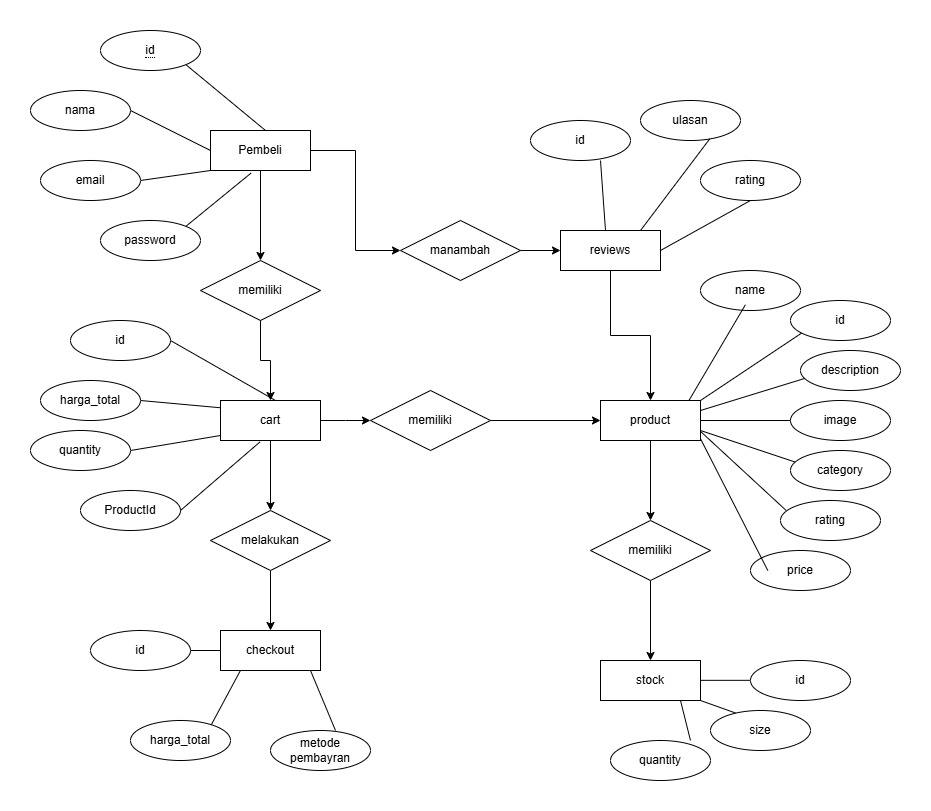 id
nama
Pembeli
email
password
id
ulasan
rating
manambah
reviews
memiliki
name
id
id
description
harga_total
cart
memiliki
product
image
quantity
category
ProductId
rating
melakukan
memiliki
price
id
checkout
stock
id
harga_total
metode
pembayran
size
quantity